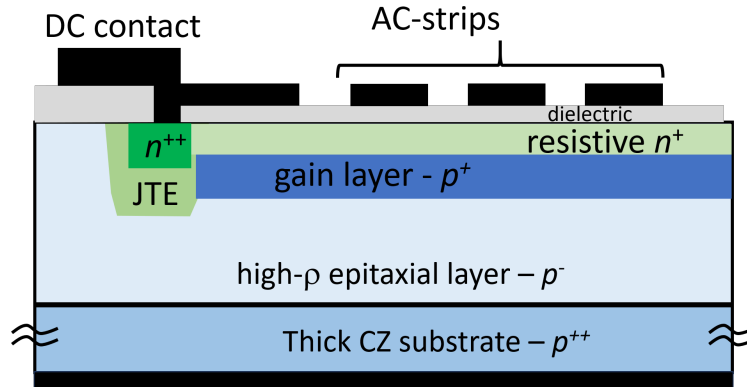 DC contact
AC-strips
dielectric
n++
resistive n+
gain layer - p+
JTE
high-ρ epitaxial layer – p-
Thick CZ substrate – p++